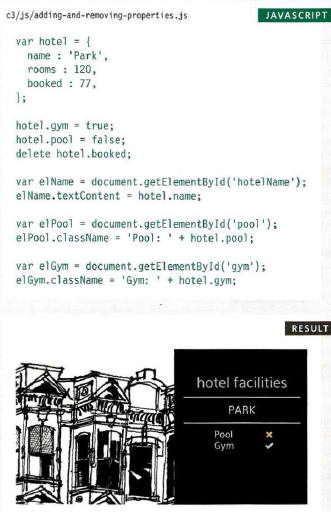 c3/js/adding-and-removing-properties.js JAVASCRIPT
var hotel = {
name : 'Park',
rooms : 120,
booked : 77,
};
hotel.gym = true;
hotel.pool = false;
delete hotel.booked;
var elName = document.getElementById('hotelName');
elName.textContent = hotel.name;
var elPool = document.getElementById('pool');
elPool.className = 'Pool: ' + hotel.pool;
var elGym = document.getElementById('gym');
elGym.className = 'Gym: ' + hotel.gym;
RESULT
hotel facilities
PARK
Pool ✖
Gym ✔